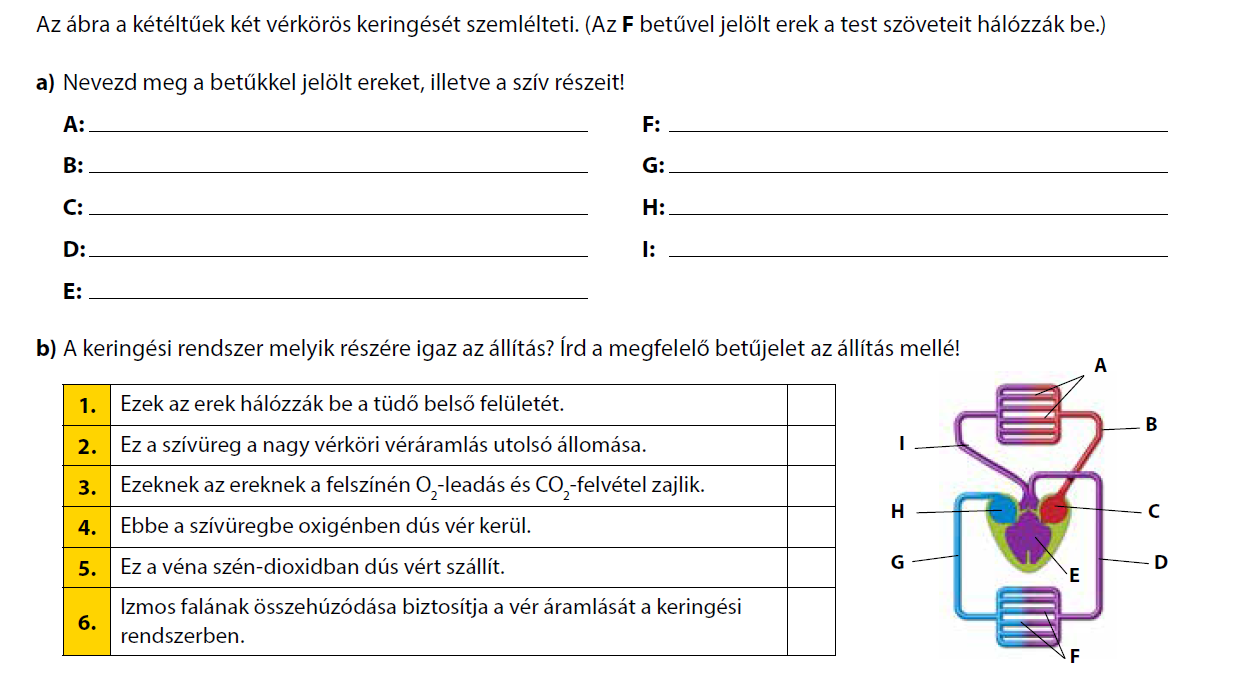 Az ábra a kétéltűek két vérkörös keringését szemlélteti. (Az F betűvel jelölt erek a test szöveteit hálózzák be.)
a) Nevezd meg a betűkkel jelölt ereket, illetve a szív részeit!
A:
B:
C:
D:
E:
F:
G:
H:
I:
b) A keringési rendszer melyik részére igaz az állítás? Írd a megfelelő betűjelet az állítás mellé!
1. Ezek az erek hálózzák be a tüdő belső felületét.
2. Ez a szívüreg a nagy vérköri véráramlás utolsó állomása.
3. Ezeknek az ereknek a felszínén O₂-leadás és CO₂-felvétel zajlik.
4. Ebbe a szívüregbe oxigénben dús vér kerül.
5. Ez a véna szén-dioxidban dús vért szállít.
6. Izmos falának összehúzódása biztosítja a vér áramlását a keringési
rendszerben.
A
B
I
H
C
G
D
E
F